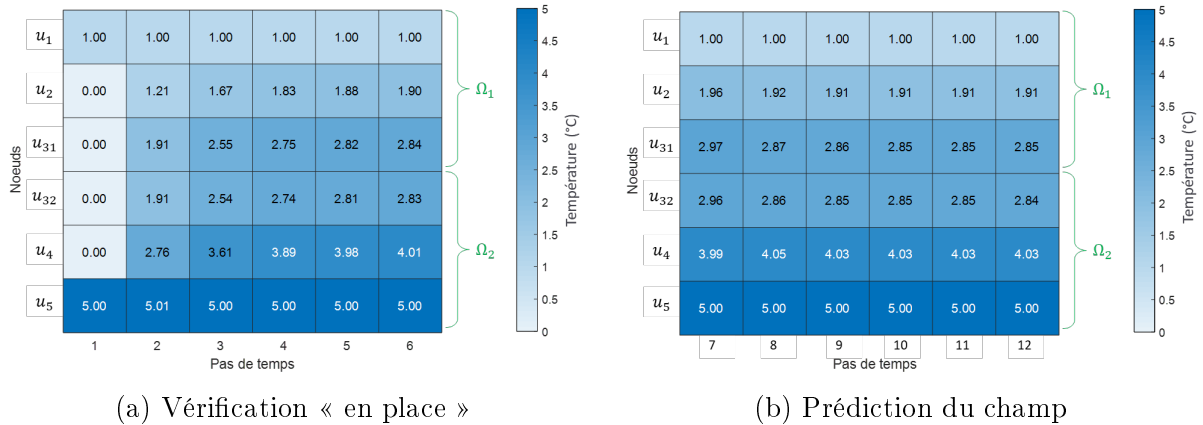 u₁ 1.00 1.00 1.00 1.00 1.00 1.00
u₂ 0.00 1.21 1.67 1.83 1.88 1.90
u₃₁ 0.00 1.91 2.55 2.75 2.82 2.84
u₃₂ 0.00 1.91 2.54 2.74 2.81 2.83
u₄ 0.00 2.76 3.61 3.89 3.98 4.01
u₅ 5.00 5.01 5.00 5.00 5.00 5.00
1 2 3 4 5 6
Pas de temps
Noeuds
Ω₁
Ω₂
5
4.5
4
3.5
3
2.5
2
1.5
1
0.5
0
Température (°C)
(a) Vérification « en place »
u₁ 1.00 1.00 1.00 1.00 1.00 1.00
u₂ 1.96 1.92 1.91 1.91 1.91 1.91
u₃₁ 2.97 2.87 2.86 2.85 2.85 2.85
u₃₂ 2.96 2.86 2.85 2.85 2.85 2.84
u₄ 3.99 4.05 4.03 4.03 4.03 4.03
u₅ 5.00 5.00 5.00 5.00 5.00 5.00
7 8 9 10 11 12
Pas de temps
Noeuds
Ω₁
Ω₂
5
4.5
4
3.5
3
2.5
2
1.5
1
0.5
0
Température (°C)
(b) Prédiction du champ